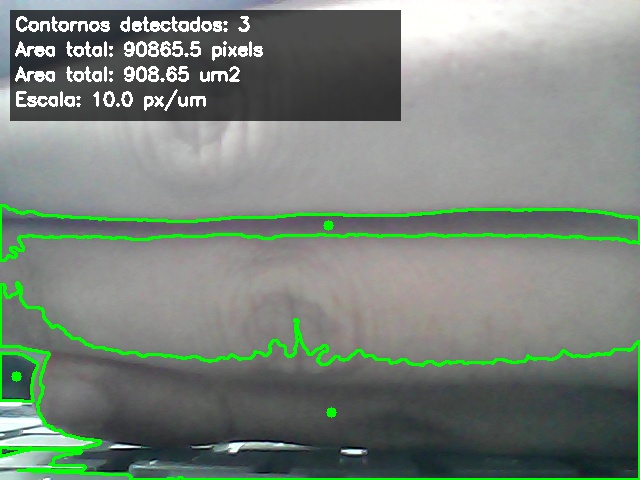 Contornos detectados: 3
Area total: 90865.5 pixels
Area total: 908.65 um2
Escala: 10.0 px/um